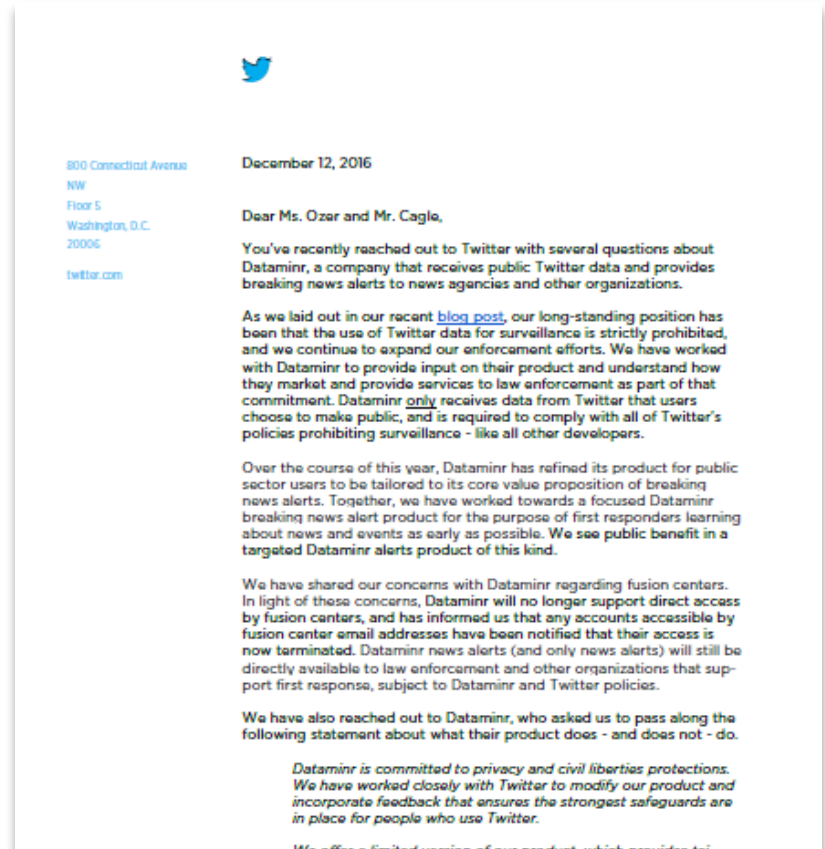 800 Connecticut Avenue
NW
Floor 5
Washington, D.C.
20006
twitter.com
December 12, 2016
Dear Ms. Ozer and Mr. Cagle,
You've recently reached out to Twitter with several questions about
Dataminr, a company that receives public Twitter data and provides
breaking news alerts to news agencies and other organizations.
As we laid out in our recent blog post, our long-standing position has
been that the use of Twitter data for surveillance is strictly prohibited,
and we continue to expand our enforcement efforts. We have worked
with Dataminr to provide input on their product and understand how
they market and provide services to law enforcement as part of that
commitment. Dataminr only receives data from Twitter that users
choose to make public, and is required to comply with all of Twitter's
policies prohibiting surveillance - like all other developers.
Over the course of this year, Dataminr has refined its product for public
sector users to be tailored to its core value proposition of breaking
news alerts. Together, we have worked towards a focused Dataminr
breaking news alert product for the purpose of first responders learning
about news and events as early as possible. We see public benefit in a
targeted Dataminr alerts product of this kind.
We have shared our concerns with Dataminr regarding fusion centers.
In light of these concerns, Dataminr will no longer support direct access
by fusion centers, and has informed us that any accounts accessible by
fusion center email addresses have been notified that their access is
now terminated. Dataminr news alerts (and only news alerts) will still be
directly available to law enforcement and other organizations that sup-
port first response, subject to Dataminr and Twitter policies.
We have also reached out to Dataminr, who asked us to pass along the
following statement about what their product does - and does not - do.
Dataminr is committed to privacy and civil liberties protections.
We have worked closely with Twitter to modify our product and
incorporate feedback that ensures the strongest safeguards are
in place for people who use Twitter.
We offer a limited version of our product, which provides